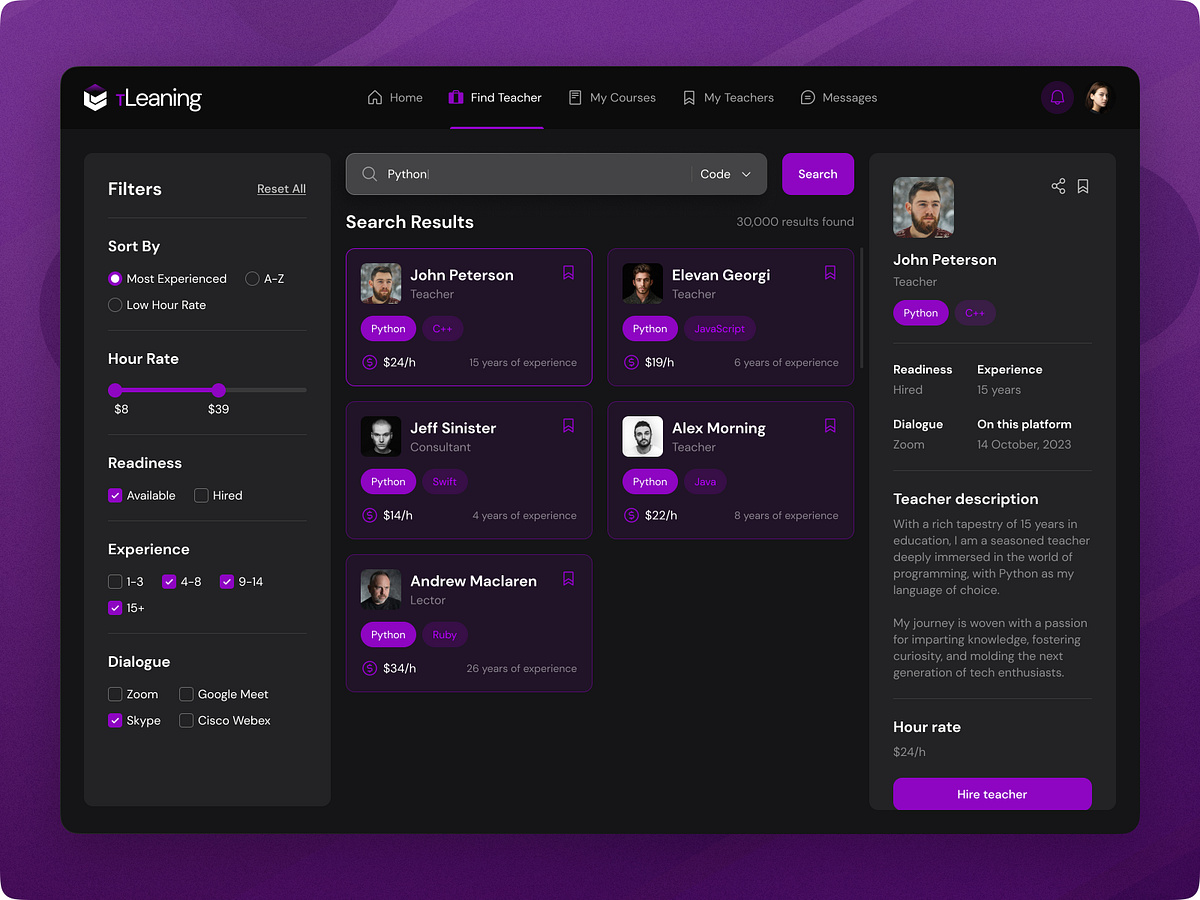 TLeaning
Home
Find Teacher
My Courses
My Teachers
Messages
Filters
Reset All
Sort By
Most Experienced
A-Z
Low Hour Rate
Hour Rate
$8
$39
Readiness
Available
Hired
Experience
1-3
4-8
9-14
15+
Dialogue
Zoom
Google Meet
Skype
Cisco Webex
Python
Code
Search
Search Results
30,000 results found
John Peterson
Teacher
Python
C++
$24/h
15 years of experience
Elevan Georgi
Teacher
Python
JavaScript
$19/h
6 years of experience
Jeff Sinister
Consultant
Python
Swift
$14/h
4 years of experience
Alex Morning
Teacher
Python
Java
$22/h
8 years of experience
Andrew Maclaren
Lector
Python
Ruby
$34/h
26 years of experience
John Peterson
Teacher
Python
C++
Readiness
Experience
Hired
15 years
Dialogue
On this platform
Zoom
14 October, 2023
Teacher description
With a rich tapestry of 15 years in
education, I am a seasoned teacher
deeply immersed in the world of
programming, with Python as my
language of choice.
My journey is woven with a passion
for imparting knowledge, fostering
curiosity, and molding the next
generation of tech enthusiasts.
Hour rate
$24/h
Hire teacher